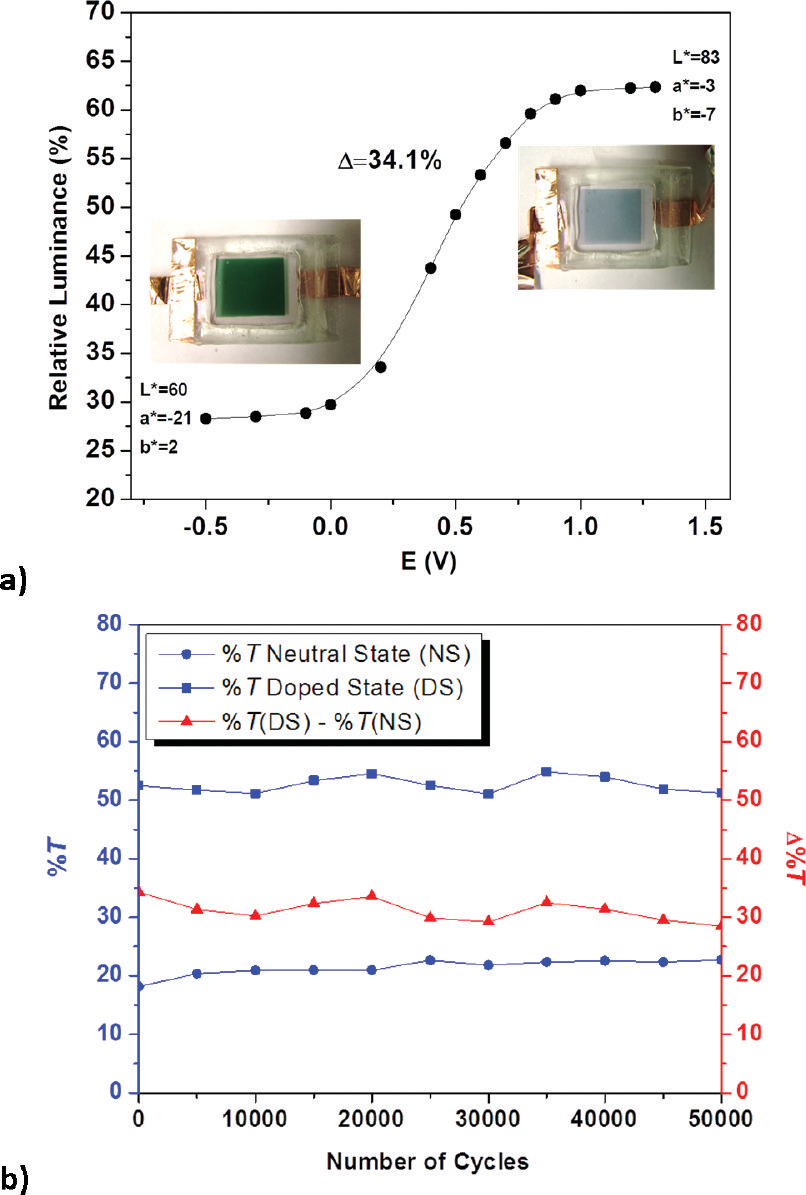 a)
Relative Luminance (%)
70
65
60
55
50
45
40
35
30
25
20
L*=83
a*=-3
b*=-7
Δ=34.1%
L*=60
a*=-21
b*=2
-0.5
0.0
0.5
1.0
1.5
E (V)
b)
%T
80
70
60
50
40
30
20
10
0
%T Neutral State (NS)
%T Doped State (DS)
%T(DS) - %T(NS)
80
70
60
50
40
30
20
10
0
Δ%T
0
10000
20000
30000
40000
50000
Number of Cycles